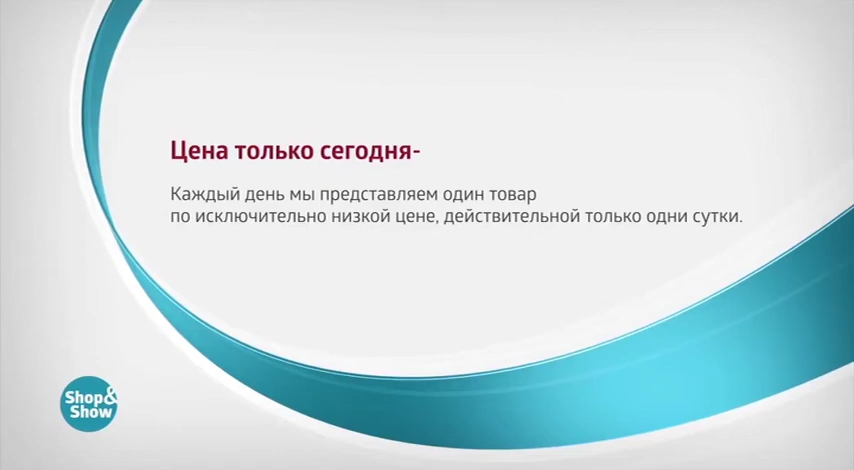 Цена только сегодня-
Каждый день мы представляем один товар
по исключительно низкой цене, действительной только одни сутки.
Shop&
Show